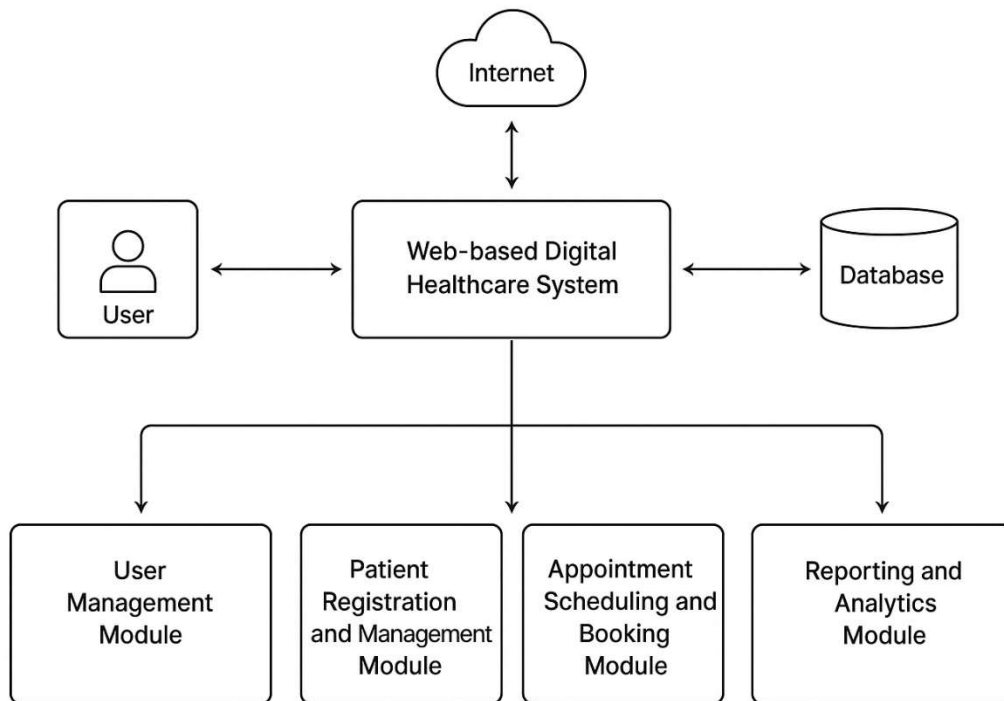 Internet
User
Web-based Digital
Healthcare System
Database
User
Management
Module
Patient
Registration
and Management
Module
Appointment
Scheduling and
Booking
Module
Reporting and
Analytics
Module